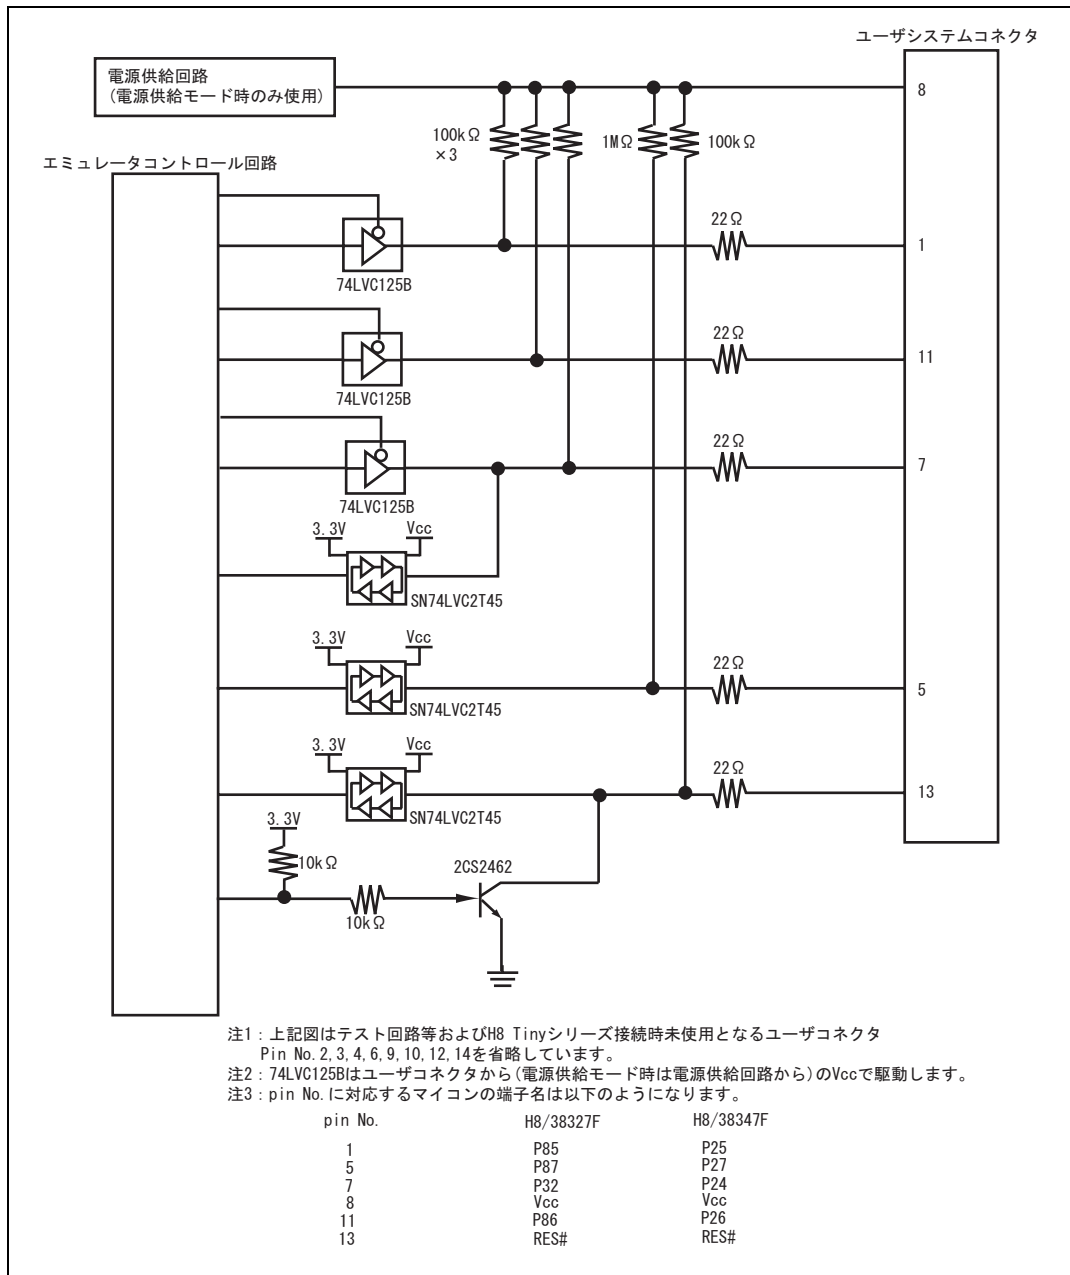 ユーザシステムコネクタ
電源供給回路
(電源供給モード時のみ使用)
8
100kΩ
×3
1MΩ
100kΩ
エミュレータコントロール回路
22Ω
1
74LVC125B
22Ω
11
74LVC125B
22Ω
7
74LVC125B
3.3V
Vcc
SN74LVC2T45
3.3V
Vcc
22Ω
5
SN74LVC2T45
3.3V
Vcc
22Ω
13
SN74LVC2T45
3.3V
10kΩ
2CS2462
10kΩ
注1:上記図はテスト回路等およびH8 Tinyシリーズ接続時未使用となるユーザコネクタ
Pin No.2,3,4,6,9,10,12,14を省略しています。
注2:74LVC125Bはユーザコネクタから(電源供給モード時は電源供給回路から)のVccで駆動します。
注3:pin No.に対応するマイコンの端子名は以下のようになります。
pin No. H8/38327F H8/38347F
1 P85 P25
5 P87 P27
7 P32 P24
8 Vcc Vcc
11 P86 P26
13 RES# RES#